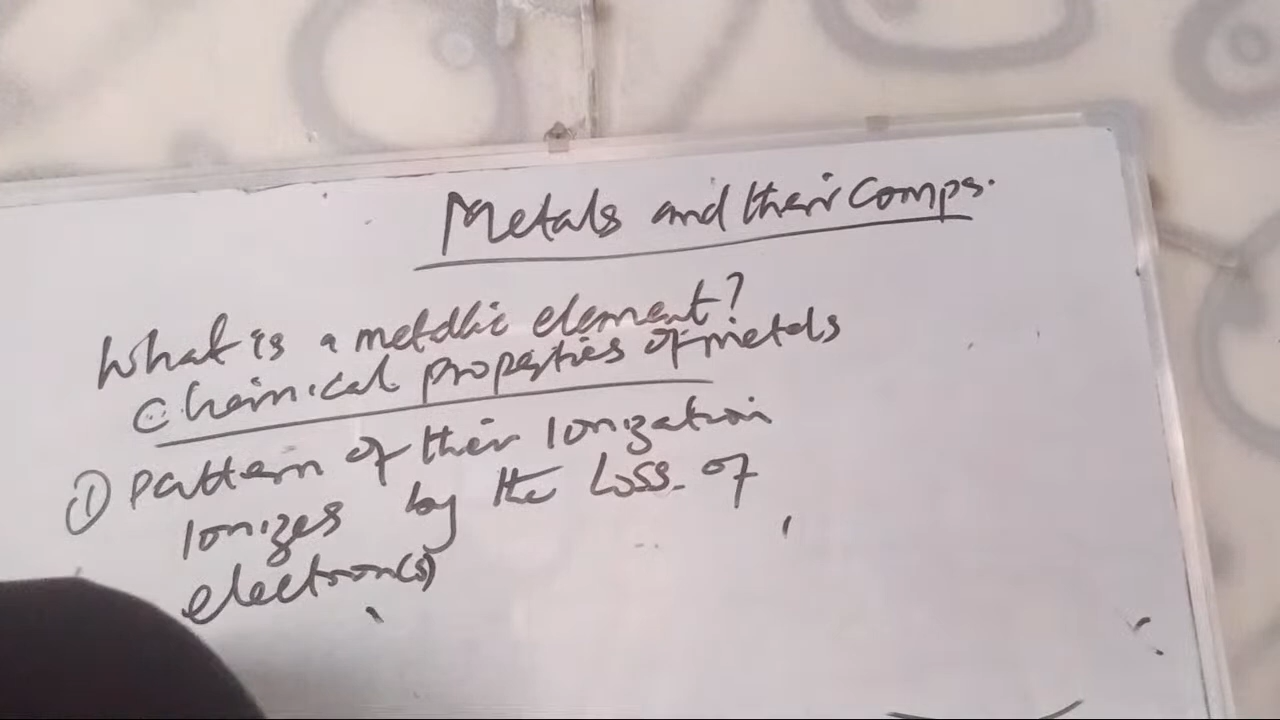 Metals and their comps.
What is a metallic element?
Chemical properties of metals
① Pattern of their Ionization
Ionizes by the Loss of
electron(s)